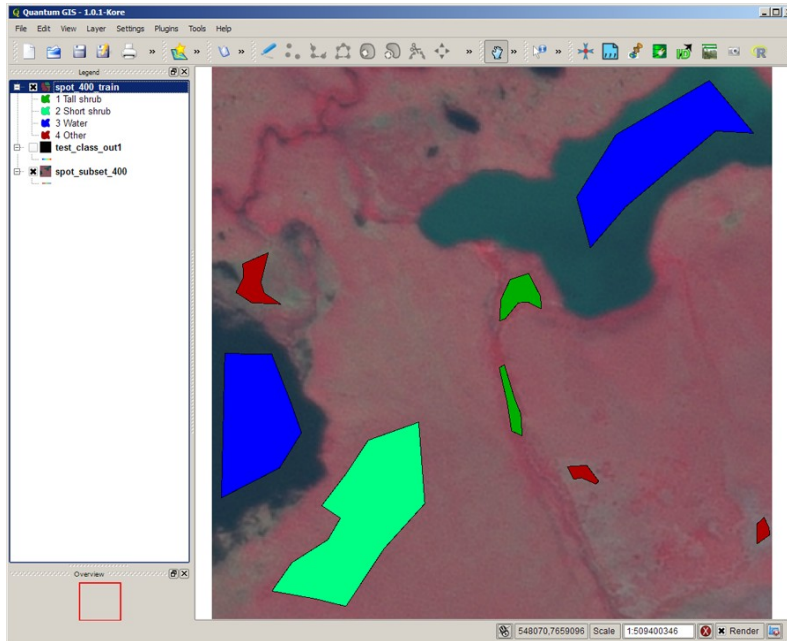 Quantum GIS - 1.0.1-Kore
File Edit View Layer Settings Plugins Tools Help
Legend
spot_400_train
1 Tall shrub
2 Short shrub
3 Water
4 Other
test_class_out1
spot_subset_400
Overview
548070,7659096 Scale 1:509400346 Render